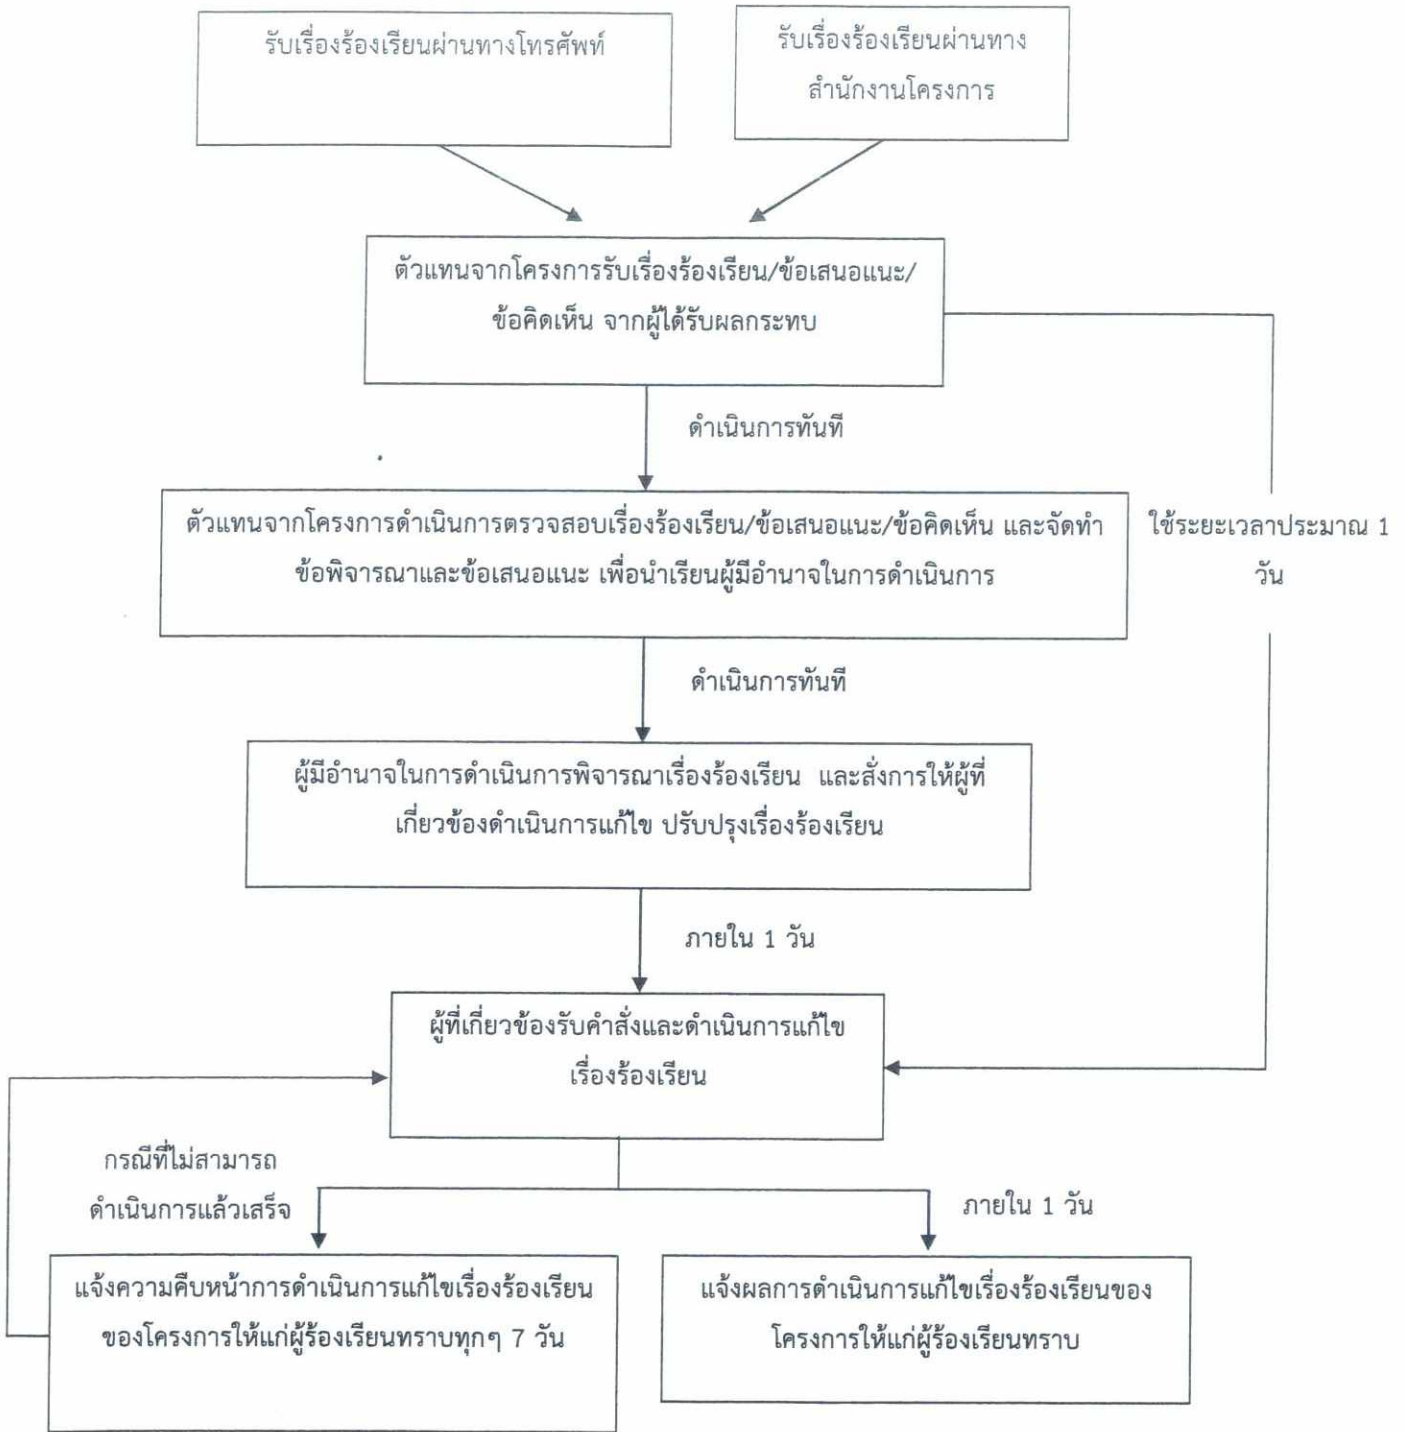 รับเรื่องร้องเรียนผ่านทางโทรศัพท์
รับเรื่องร้องเรียนผ่านทาง
สำนักงานโครงการ
ตัวแทนจากโครงการรับเรื่องร้องเรียน/ข้อเสนอแนะ/
ข้อคิดเห็น จากผู้ได้รับผลกระทบ
ดำเนินการทันที
ตัวแทนจากโครงการดำเนินการตรวจสอบเรื่องร้องเรียน/ข้อเสนอแนะ/ข้อคิดเห็น และจัดทำ
ข้อพิจารณาและข้อเสนอแนะ เพื่อนำเรียนผู้มีอำนาจในการดำเนินการ
ใช้ระยะเวลาประมาณ 1
วัน
ดำเนินการทันที
ผู้มีอำนาจในการดำเนินการพิจารณาเรื่องร้องเรียน และสั่งการให้ผู้ที่
เกี่ยวข้องดำเนินการแก้ไข ปรับปรุงเรื่องร้องเรียน
ภายใน 1 วัน
ผู้ที่เกี่ยวข้องรับคำสั่งและดำเนินการแก้ไข
เรื่องร้องเรียน
กรณีที่ไม่สามารถ
ดำเนินการแล้วเสร็จ
ภายใน 1 วัน
แจ้งความคืบหน้าการดำเนินการแก้ไขเรื่องร้องเรียน
ของโครงการให้แก่ผู้ร้องเรียนทราบทุกๆ 7 วัน
แจ้งผลการดำเนินการแก้ไขเรื่องร้องเรียนของ
โครงการให้แก่ผู้ร้องเรียนทราบ